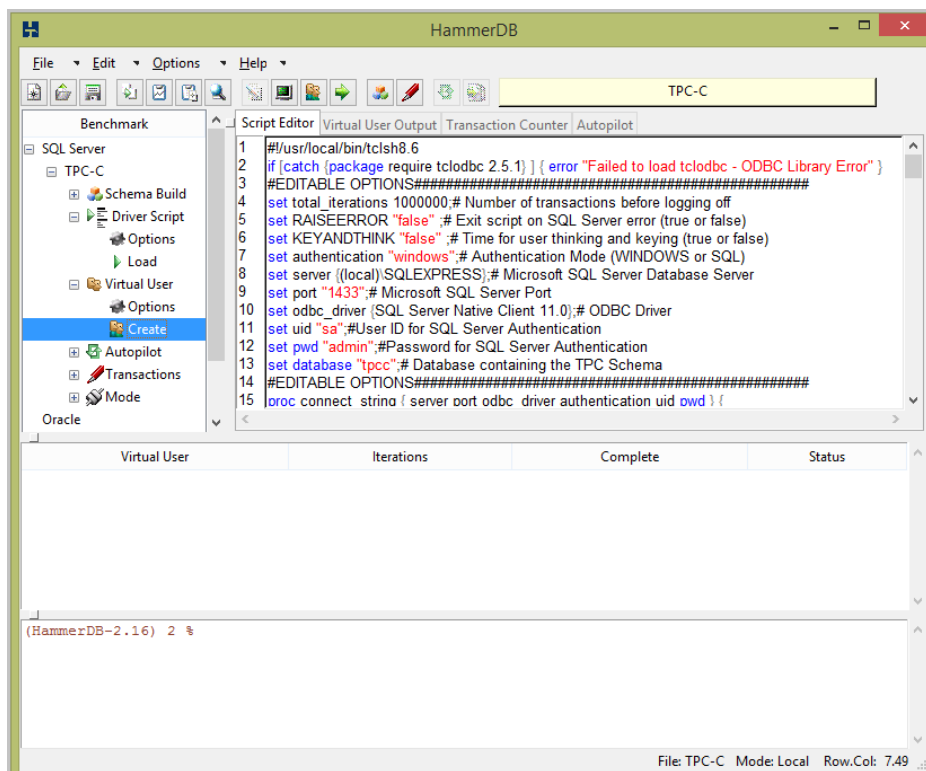 HammerDB
File Edit Options Help
TPC-C
Benchmark
SQL Server
TPC-C
Schema Build
Driver Script
Options
Load
Virtual User
Options
Create
Autopilot
Transactions
Mode
Oracle
Script Editor Virtual User Output Transaction Counter Autopilot
1 #!/usr/local/bin/tclsh8.6
2 if [catch {package require tclodbc 2.5.1} ] { error "Failed to load tclodbc - ODBC Library Error" }
3 #EDITABLE OPTIONS##################################################
4 set total_iterations 1000000;# Number of transactions before logging off
5 set RAISEERROR "false" ;# Exit script on SQL Server error (true or false)
6 set KEYANDTHINK "false" ;# Time for user thinking and keying (true or false)
7 set authentication "windows";# Authentication Mode (WINDOWS or SQL)
8 set server {(local)\SQLEXPRESS};# Microsoft SQL Server Database Server
9 set port "1433";# Microsoft SQL Server Port
10 set odbc_driver {SQL Server Native Client 11.0};# ODBC Driver
11 set uid "sa";#User ID for SQL Server Authentication
12 set pwd "admin";#Password for SQL Server Authentication
13 set database "tpcc";# Database containing the TPC Schema
14 #EDITABLE OPTIONS##################################################
15 proc connect_string { server port odbc_driver authentication uid pwd } {
Virtual User Iterations Complete Status
(HammerDB-2.16) 2 %
File: TPC-C Mode: Local Row.Col: 7.49